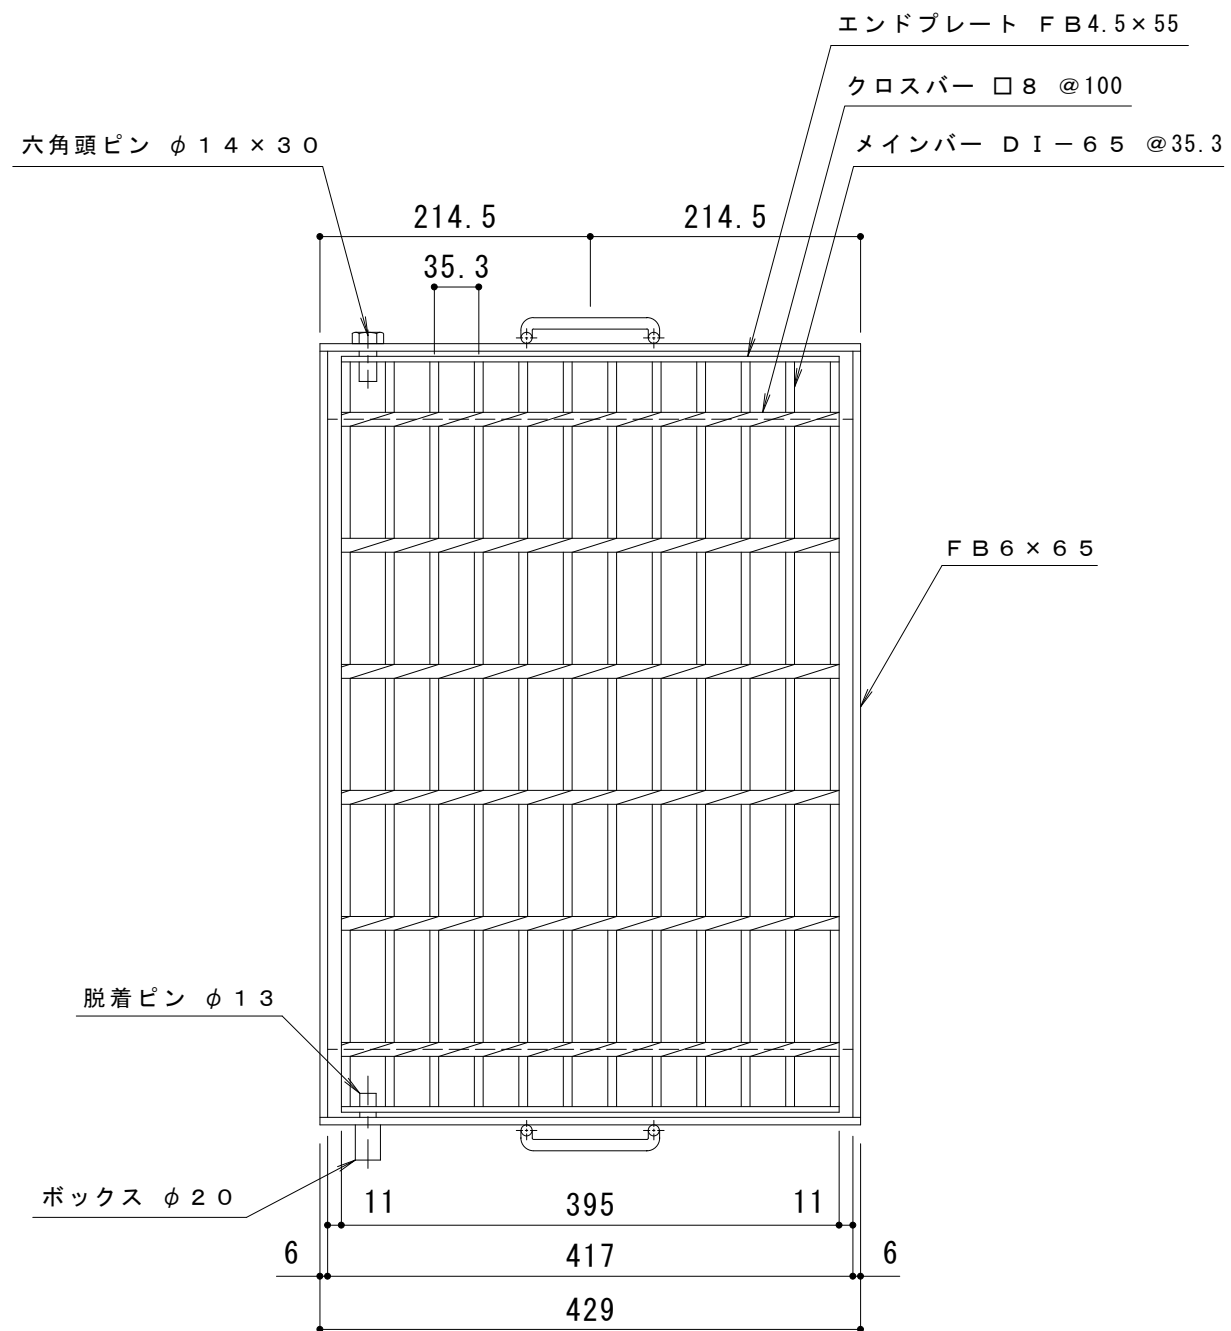 エンドプレート ＦＢ4.5×55
クロスバー □８ @100
六角頭ピン φ１４×３０
メインバー ＤＩ－６５ @35.3
214.5 214.5
35.3
ＦＢ６×６５
脱着ピン φ１３
ボックス φ２０
11 395 11
6 417 6
429